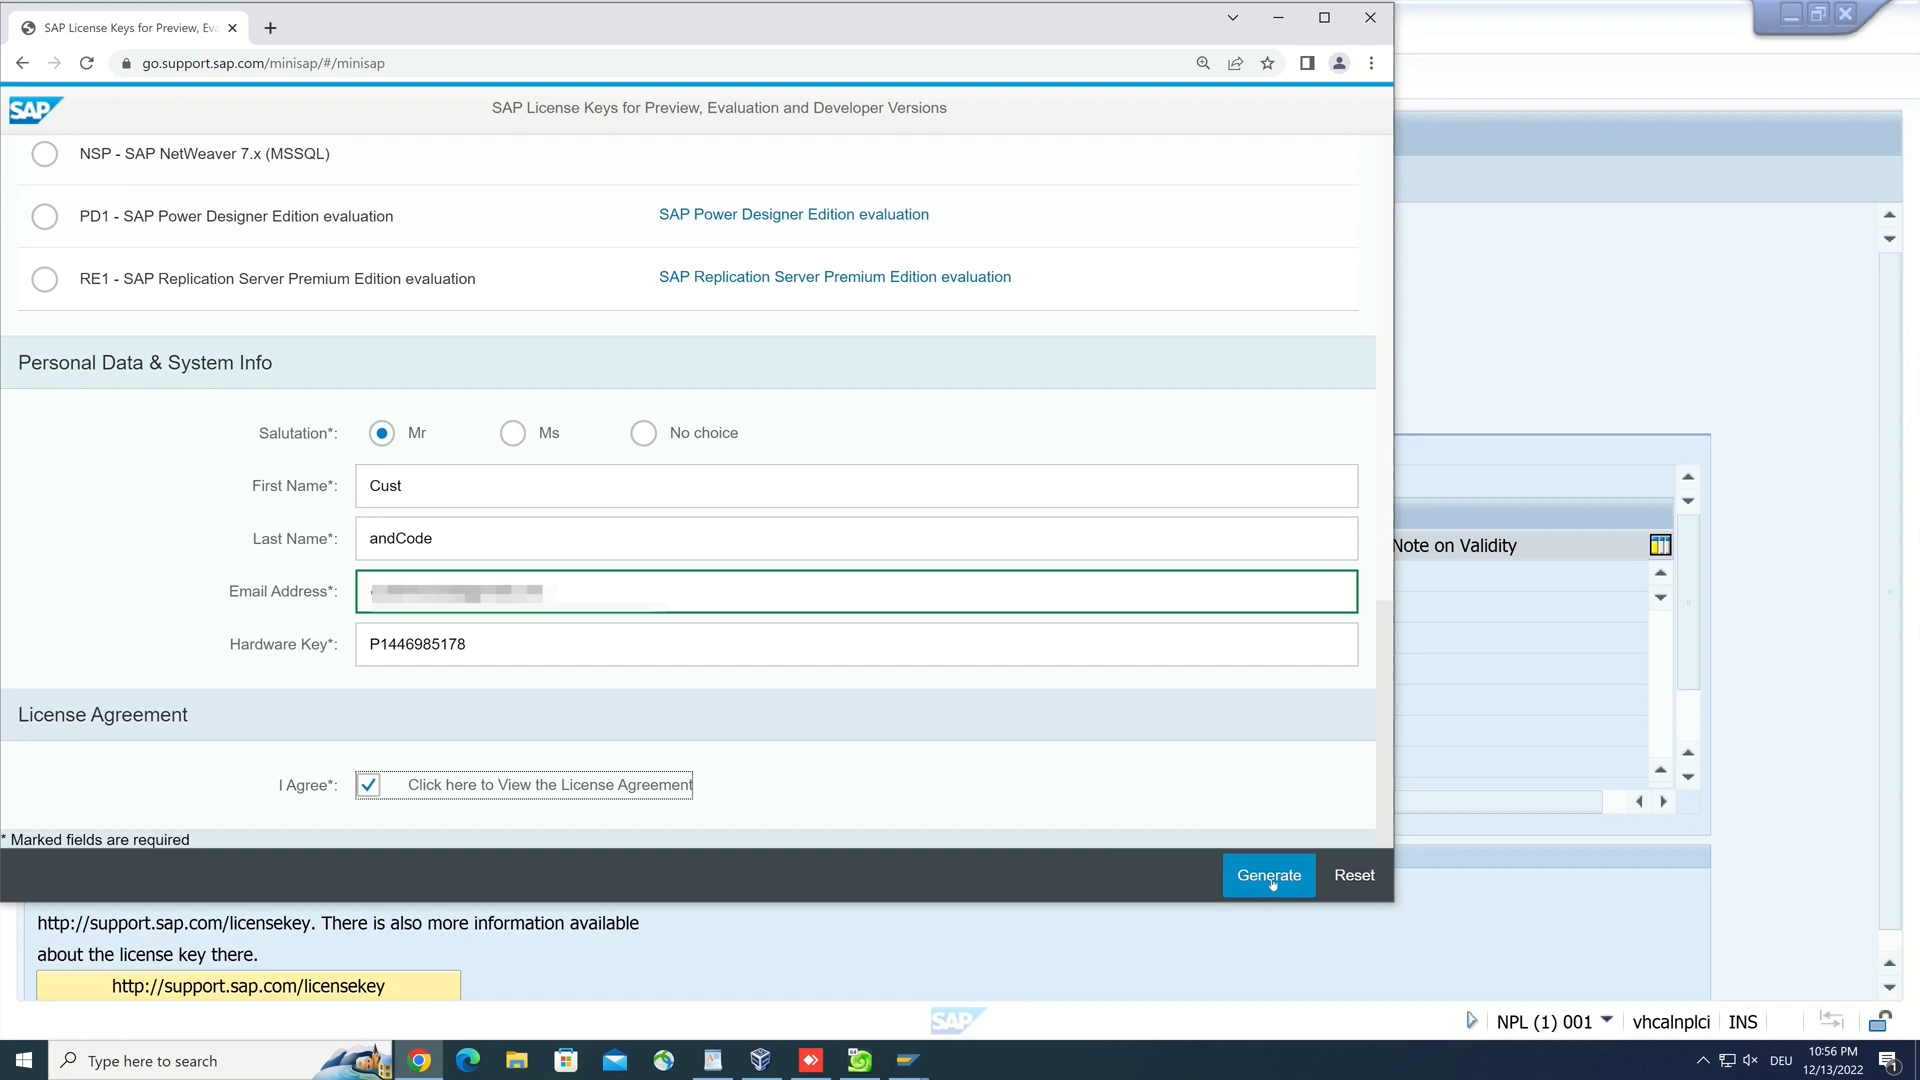 SAP License Keys for Preview, Eva
go.support.sap.com/minisap/#/minisap
SAP
SAP License Keys for Preview, Evaluation and Developer Versions
NSP - SAP NetWeaver 7.x (MSSQL)
PD1 - SAP Power Designer Edition evaluation
SAP Power Designer Edition evaluation
RE1 - SAP Replication Server Premium Edition evaluation
SAP Replication Server Premium Edition evaluation
Personal Data & System Info
Salutation*:
Mr
Ms
No choice
First Name*:
Cust
Last Name*:
andCode
Email Address*:
Hardware Key*:
P1446985178
Note on Validity
License Agreement
I Agree*:
Click here to View the License Agreement
* Marked fields are required
Generate
Reset
http://support.sap.com/licensekey. There is also more information available
about the license key there.
http://support.sap.com/licensekey
SAP
NPL (1) 001
vhcalnplci
INS
Type here to search
64
DEU
10:56 PM
12/13/2022
1